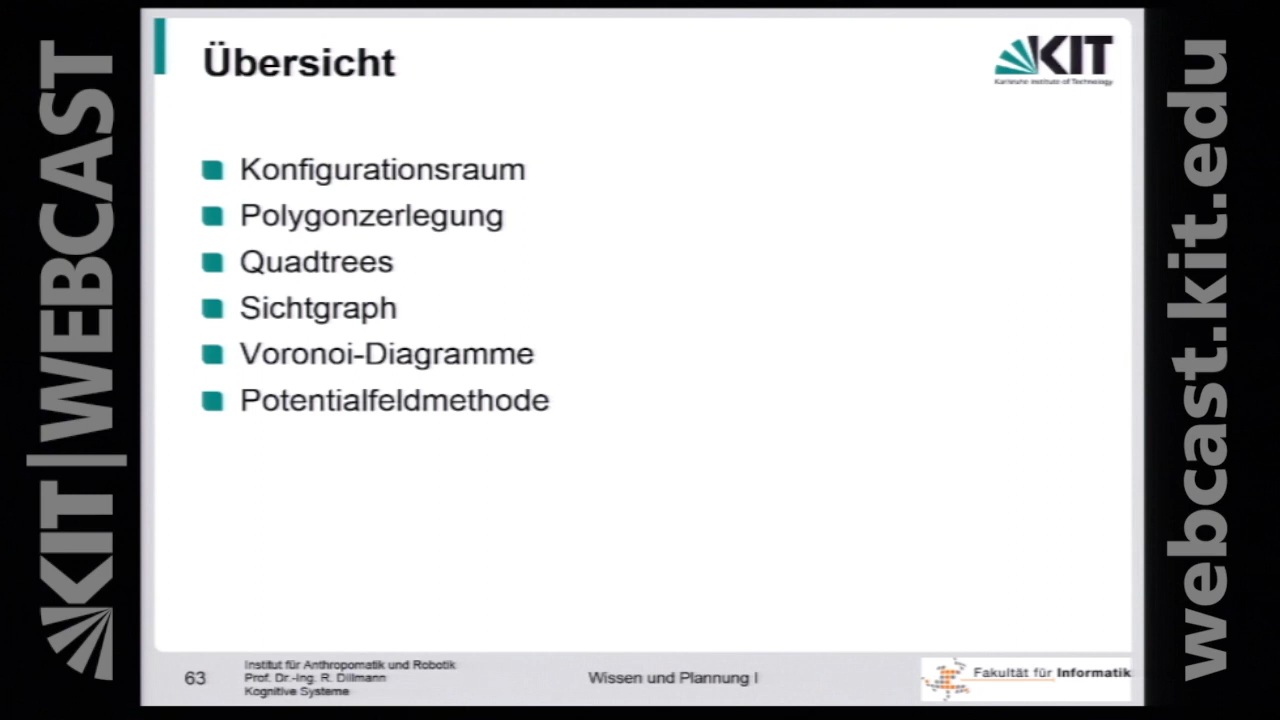 KIT|WEBCAST
Übersicht
KIT
Karlsruhe Institute of Technology
Konfigurationsraum
Polygonzerlegung
Quadtrees
Sichtgraph
Voronoi-Diagramme
Potentialfeldmethode
63
Institut für Anthropomatik und Robotik
Prof. Dr.-Ing. R. Dillmann
Kognitive Systeme
Wissen und Plannung I
Fakultät für Informatik
webcast.kit.edu